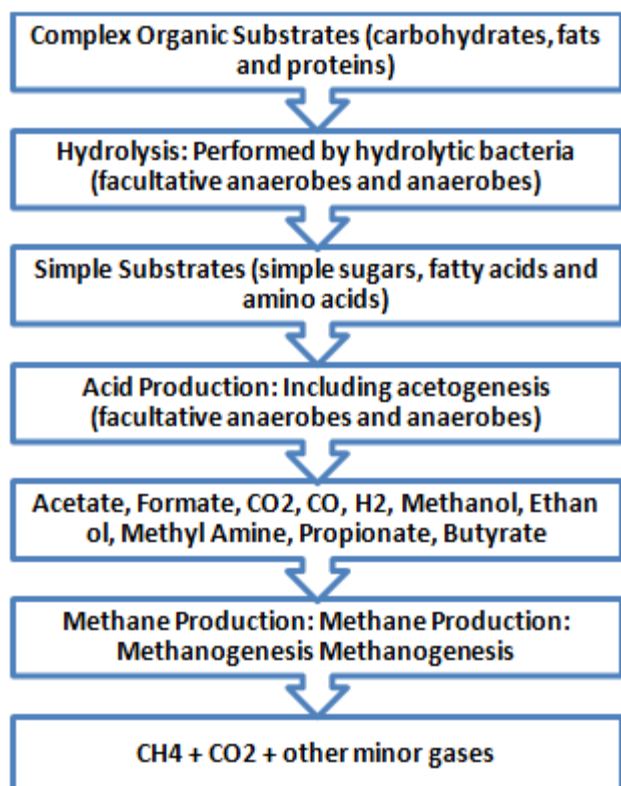 Complex Organic Substrates (carbohydrates, fats
and proteins)
Hydrolysis: Performed by hydrolytic bacteria
(facultative anaerobes and anaerobes)
Simple Substrates (simple sugars, fatty acids and
amino acids)
Acid Production: Including acetogenesis
(facultative anaerobes and anaerobes)
Acetate, Formate, CO2, CO, H2, Methanol, Ethan
ol, Methyl Amine, Propionate, Butyrate
Methane Production: Methane Production:
Methanogenesis Methanogenesis
CH4 + CO2 + other minor gases